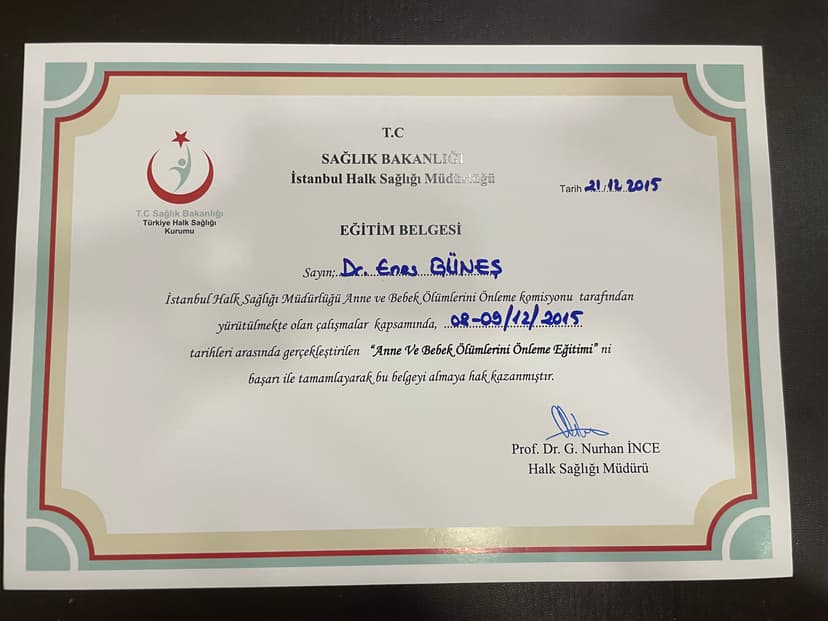 T.C
SAĞLIK BAKANLIĞI
İstanbul Halk Sağlığı Müdürlüğü
Tarih 21.12.2015
T.C Sağlık Bakanlığı
Türkiye Halk Sağlığı
Kurumu
EĞİTİM BELGESİ
Sayın;..Dr. Enes GÜNEŞ
İstanbul Halk Sağlığı Müdürlüğü Anne ve Bebek Ölümlerini Önleme komisyonu tarafından
yürütülmekte olan çalışmalar kapsamında, 08-09/12/2015
tarihleri arasında gerçekleştirilen "Anne Ve Bebek Ölümlerini Önleme Eğitimi" ni
başarı ile tamamlayarak bu belgeyi almaya hak kazanmıştır.
Prof. Dr. G. Nurhan İNCE
Halk Sağlığı Müdürü